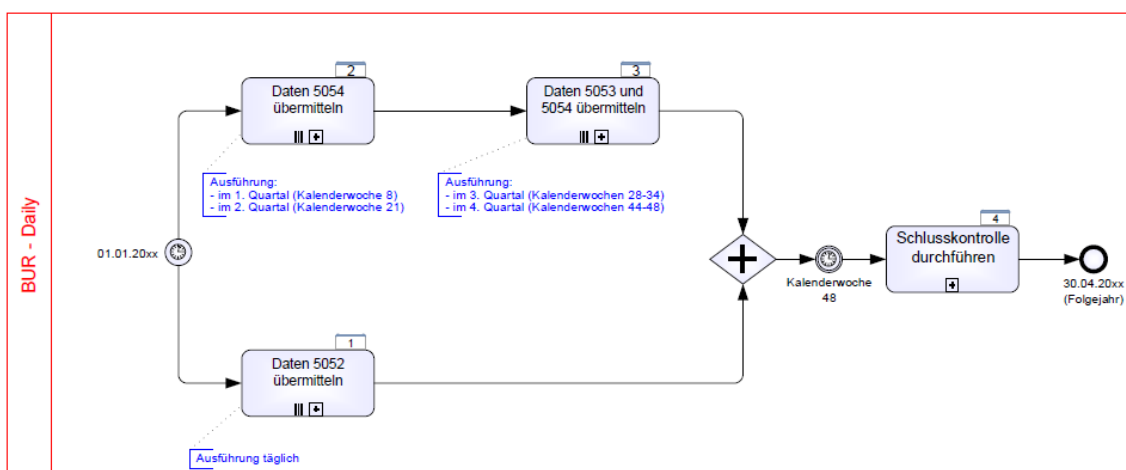 BUR - Daily
2
Daten 5054
übermitteln
Ausführung:
- im 1. Quartal (Kalenderwoche 8)
- im 2. Quartal (Kalenderwoche 21)
3
Daten 5053 und
5054 übermitteln
Ausführung:
- im 3. Quartal (Kalenderwochen 28-34)
- im 4. Quartal (Kalenderwochen 44-48)
01.01.20xx
1
Daten 5052
übermitteln
Ausführung täglich
Kalenderwoche
48
4
Schlusskontrolle
durchführen
30.04.20xx
(Folgejahr)